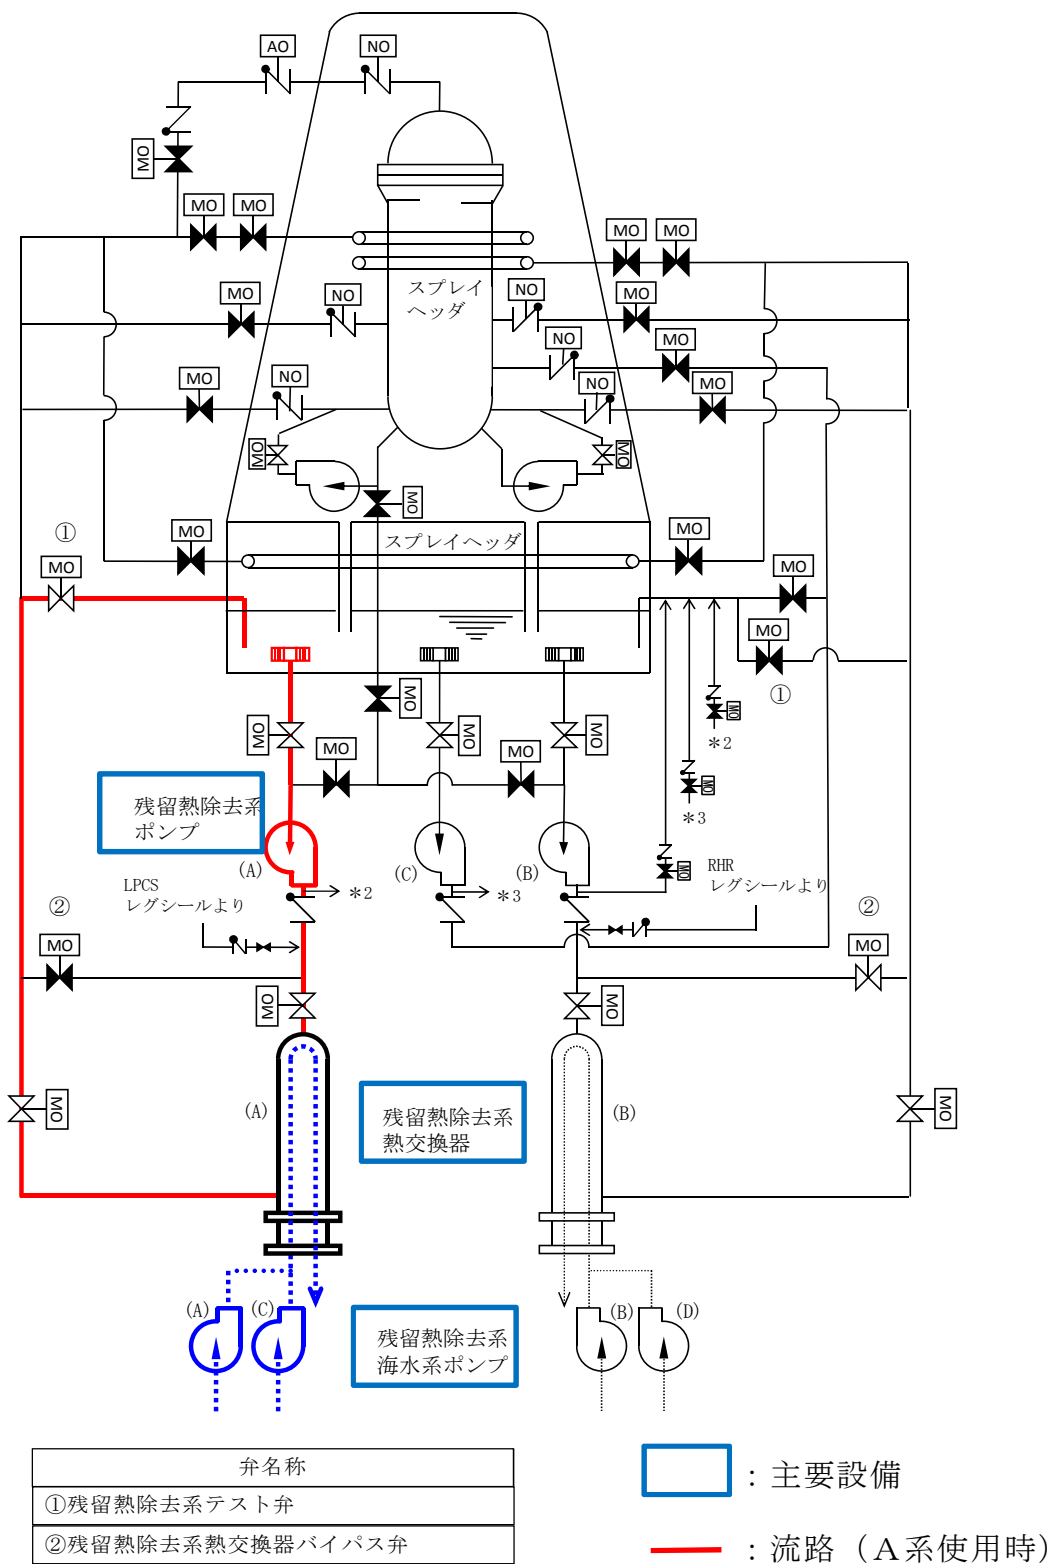 AO
NO
MO
MO
MO
MO
MO
スプレイ
ヘッダ
MO
NO
NO
MO
NO
MO
MO
NO
NO
MO
MO
MO
MO
①
MO
スプレイヘッダ
MO
MO
MO
MO
①
MO
MO
MO
MO
MO
MO
MO
*2
MO
*3
残留熱除去系
ポンプ
(A)
(C)
(B)
MO
LPCS
レグシールより
*2
*3
RHR
レグシールより
②
MO
②
MO
MO
MO
MO
(A)
残留熱除去系
熱交換器
(B)
MO
(A)
(C)
残留熱除去系
海水系ポンプ
(B)
(D)
弁名称
①残留熱除去系テスト弁
②残留熱除去系熱交換器バイパス弁
：主要設備
：流路（A系使用時）